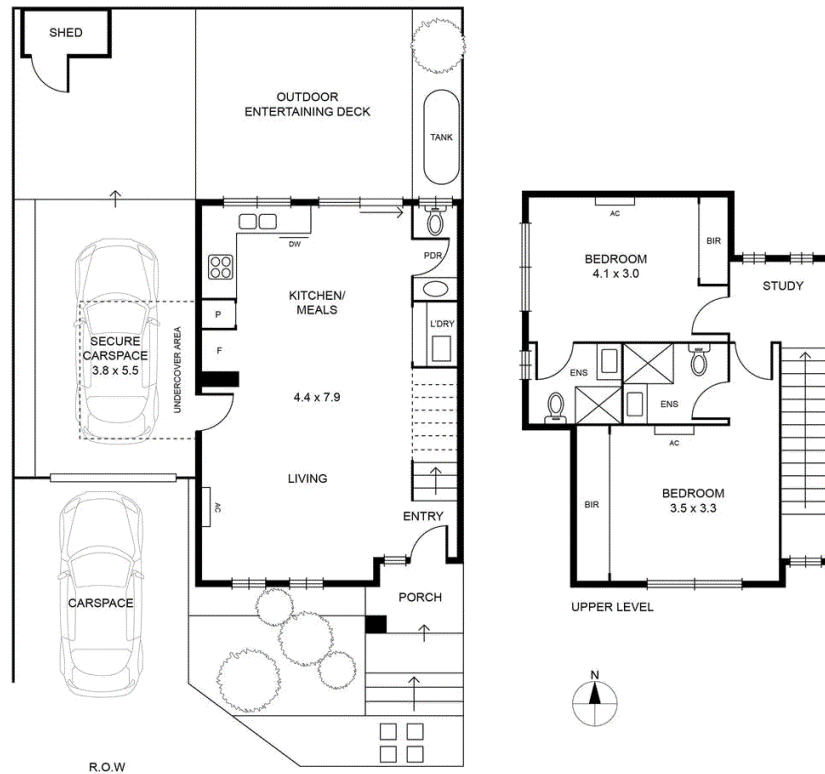 SHED
OUTDOOR
ENTERTAINING DECK
TANK
DW
PDR
KITCHEN/
MEALS
P
F
L'DRY
SECURE
CARSPACE
3.8 x 5.5
UNDERCOVER AREA
4.4 x 7.9
LIVING
AC
ENTRY
CARSPACE
PORCH
R.O.W
AC
BIR
BEDROOM
4.1 x 3.0
STUDY
ENS
ENS
AC
BIR
BEDROOM
3.5 x 3.3
UPPER LEVEL
N